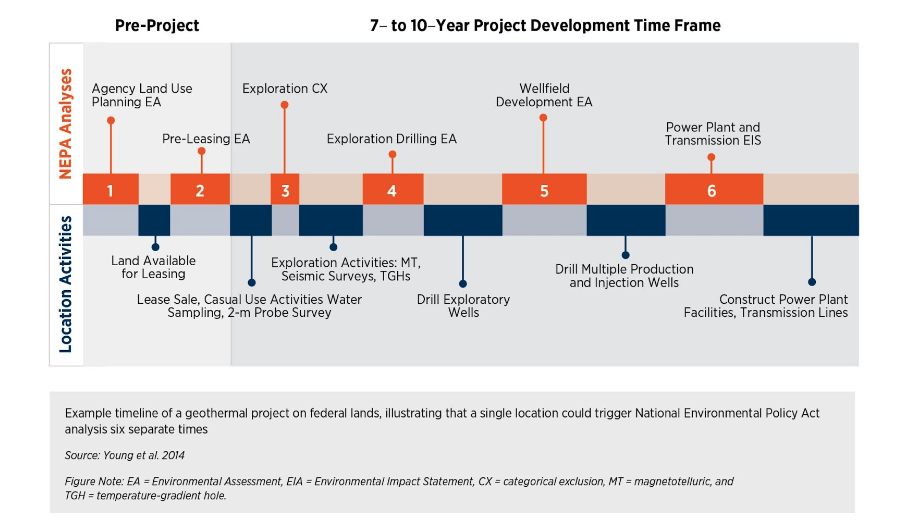 Pre-Project
7– to 10–Year Project Development Time Frame
NEPA Analyses
Agency Land Use
Planning EA
Pre-Leasing EA
Exploration CX
Exploration Drilling EA
Wellfield
Development EA
Power Plant and
Transmission EIS
1
2
3
4
5
6
Location Activities
Land Available
for Leasing
Lease Sale, Casual Use Activities Water
Sampling, 2-m Probe Survey
Exploration Activities: MT,
Seismic Surveys, TGHs
Drill Exploratory
Wells
Drill Multiple Production
and Injection Wells
Construct Power Plant
Facilities, Transmission Lines
Example timeline of a geothermal project on federal lands, illustrating that a single location could trigger National Environmental Policy Act
analysis six separate times
Source: Young et al. 2014
Figure Note: EA = Environmental Assessment, EIA = Environmental Impact Statement, CX = categorical exclusion, MT = magnetotelluric, and
TGH = temperature-gradient hole.